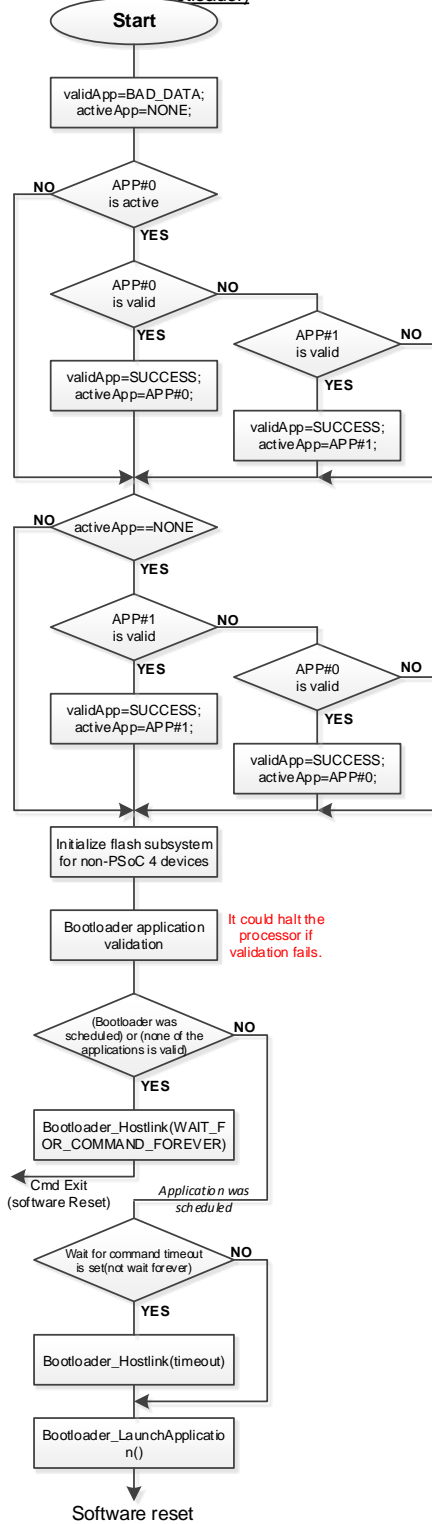 Start
validApp=BAD_DATA;
activeApp=NONE;
NO
APP#0
is active
YES
APP#0
is valid
NO
YES
APP#1
is valid
NO
YES
validApp=SUCCESS;
activeApp=APP#0;
validApp=SUCCESS;
activeApp=APP#1;
NO
activeApp==NONE
YES
APP#1
is valid
NO
YES
APP#0
is valid
NO
YES
validApp=SUCCESS;
activeApp=APP#1;
validApp=SUCCESS;
activeApp=APP#0;
Initialize flash subsystem
for non-PSoC 4 devices
Bootloader application
validation
It could halt the
processor if
validation fails.
(Bootloader was
scheduled) or (none of the
applications is valid)
NO
YES
Bootloader_Hostlink(WAIT_F
OR_COMMAND_FOREVER)
Cmd Exit
(software Reset)
Application was
scheduled
Wait for command timeout
is set(not wait forever)
NO
YES
Bootloader_Hostlink(timeout)
Bootloader_LaunchApplicatio
n()
Software reset